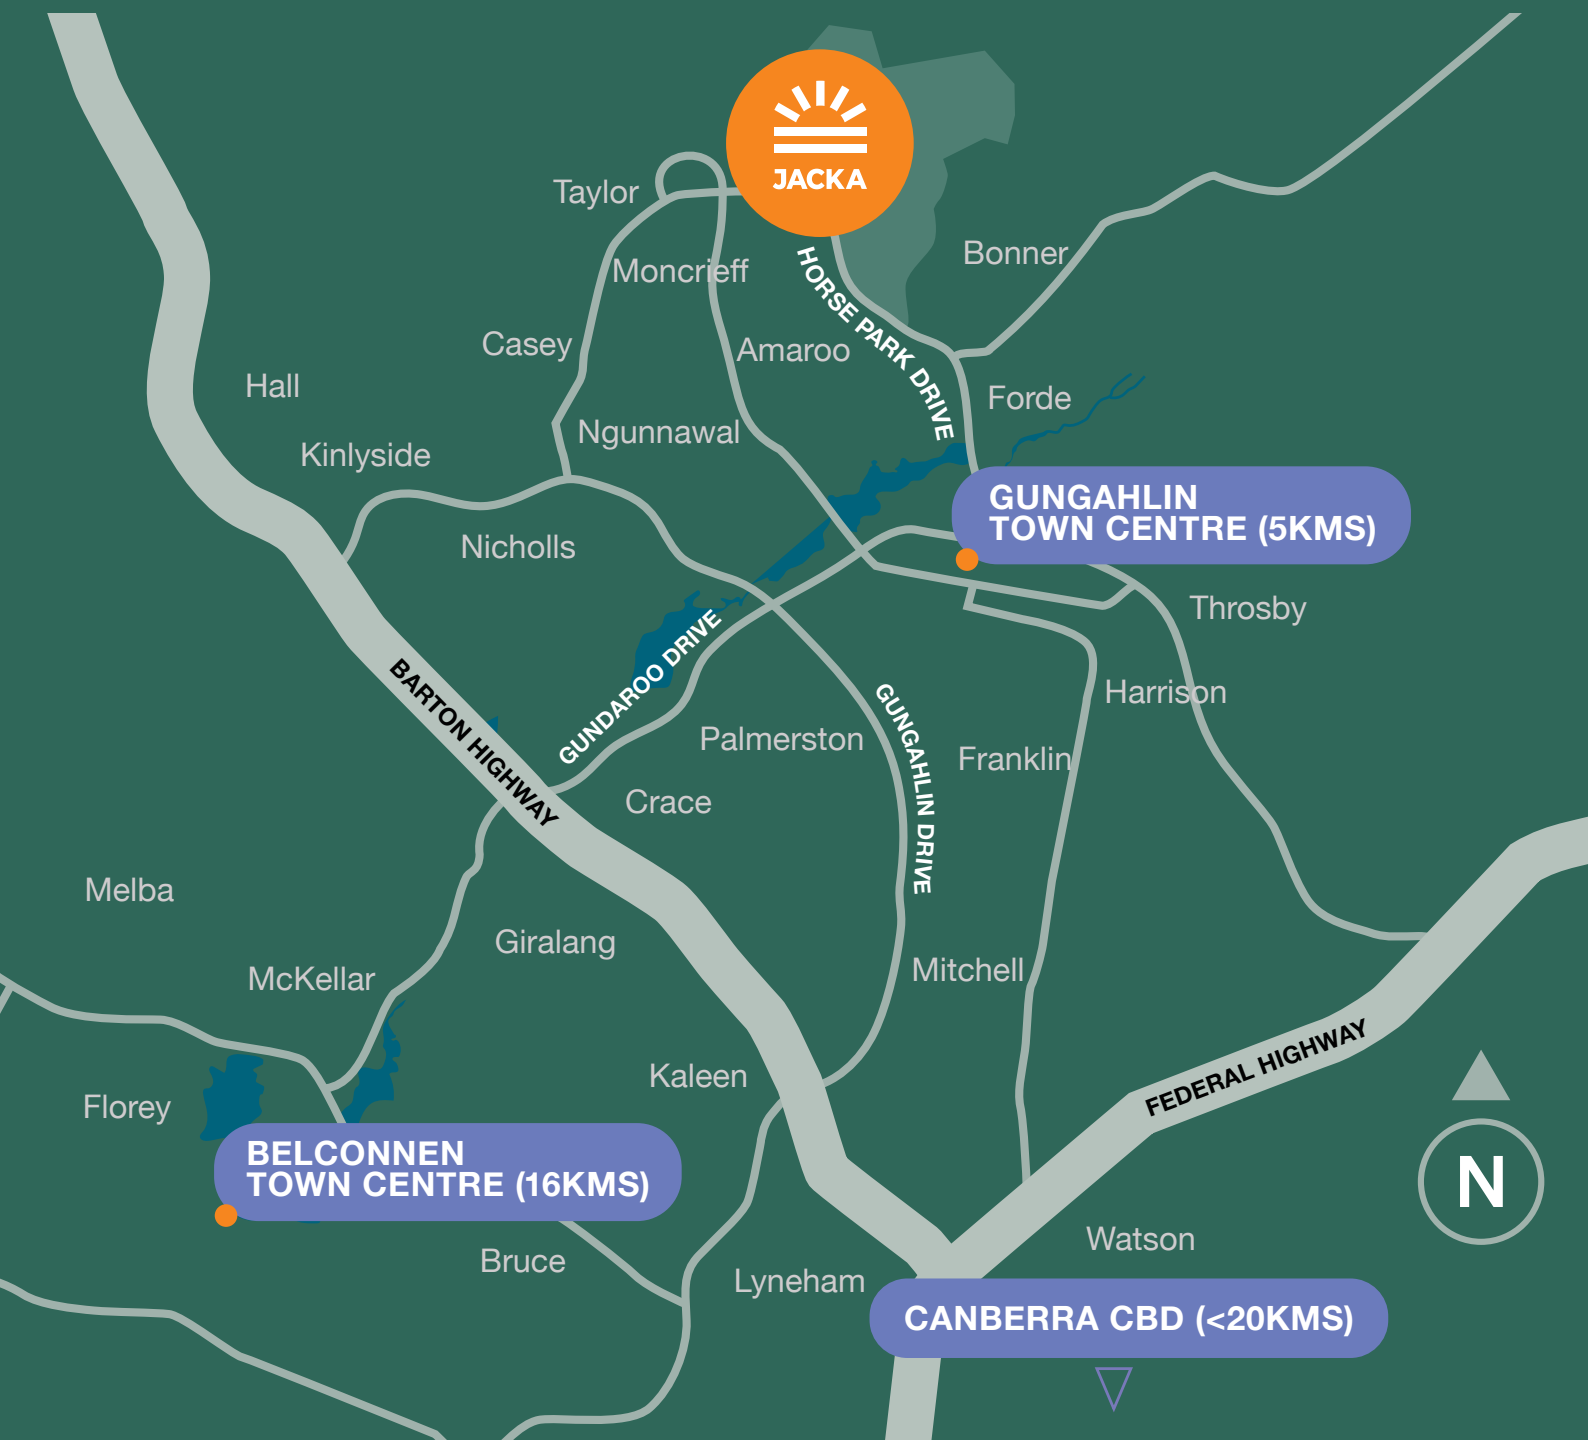 JACKA
Taylor
Bonner
Moncrieff
HORSE PARK DRIVE
Casey
Amaroo
Hall
Forde
Ngunnawal
Kinlyside
GUNGAHLIN
TOWN CENTRE (5KMS)
Nicholls
Throsby
GUNDAROO DRIVE
BARTON HIGHWAY
Harrison
Palmerston
GUNGAHLIN DRIVE
Franklin
Crace
Melba
Giralang
McKellar
Mitchell
Kaleen
FEDERAL HIGHWAY
Florey
BELCONNEN
TOWN CENTRE (16KMS)
N
Watson
Bruce
Lyneham
CANBERRA CBD (<20KMS)